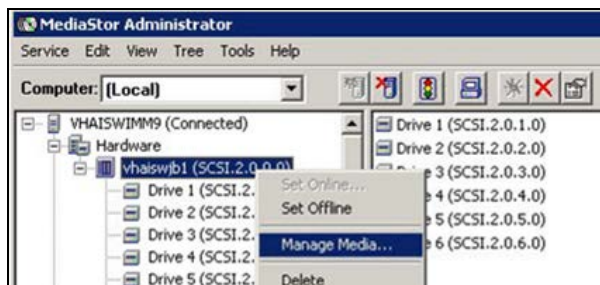 MediaStor Administrator
Service Edit View Tree Tools Help
Computer: (Local)
VHAISWIMM9 (Connected)
Hardware
vhaiswjb1 (SCSI.2.0.0.0)
Drive 1 (SCSI.2.
Drive 2 (SCSI.2.
Drive 3 (SCSI.2.
Drive 4 (SCSI.2.
Drive 5 (SCSI.2.
Set Online...
Set Offline
Manage Media...
Delete
Drive 1 (SCSI.2.0.1.0)
Drive 2 (SCSI.2.0.2.0)
3 (SCSI.2.0.3.0)
4 (SCSI.2.0.4.0)
5 (SCSI.2.0.5.0)
6 (SCSI.2.0.6.0)